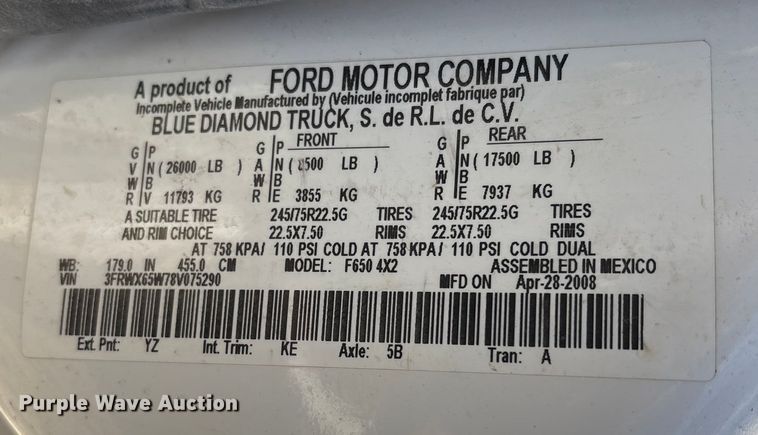 A product of FORD MOTOR COMPANY
Incomplete Vehicle Manufactured by (Vehicule incomplet fabrique par)
BLUE DIAMOND TRUCK, S. de R.L. de C.V.
FRONT REAR
G P G P G P
V N ( 26000 LB ) A N ( 8500 LB ) A N ( 17500 LB )
W B W B W B
R V 11793 KG R E 3855 KG R E 7937 KG
A SUITABLE TIRE 245/75R22.5G TIRES 245/75R22.5G TIRES
AND RIM CHOICE 22.5X7.50 RIMS 22.5X7.50 RIMS
AT 758 KPA/ 110 PSI COLD AT 758 KPA/ 110 PSI COLD DUAL
WB: 179.0 IN 455.0 CM MODEL: F650 4X2 ASSEMBLED IN MEXICO
VIN 3FRWX65W78V075290 MFD ON Apr-28-2008
Ext. Pnt: YZ Int. Trim: KE Axle: 5B Tran: A
Purple Wave Auction